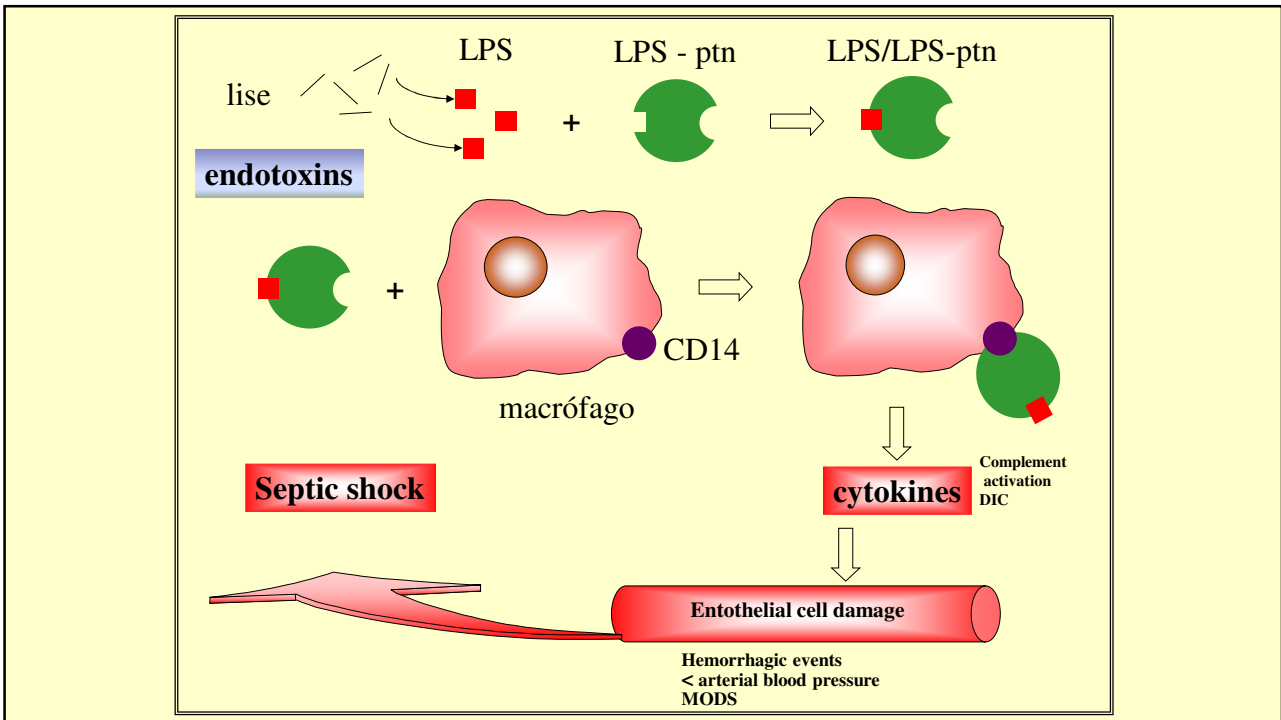 LPS
LPS - ptn
LPS/LPS-ptn
lise
+
endotoxins
+
CD14
macrófago
Septic shock
cytokines
Complement
activation
DIC
Entothelial cell damage
Hemorrhagic events
< arterial blood pressure
MODS